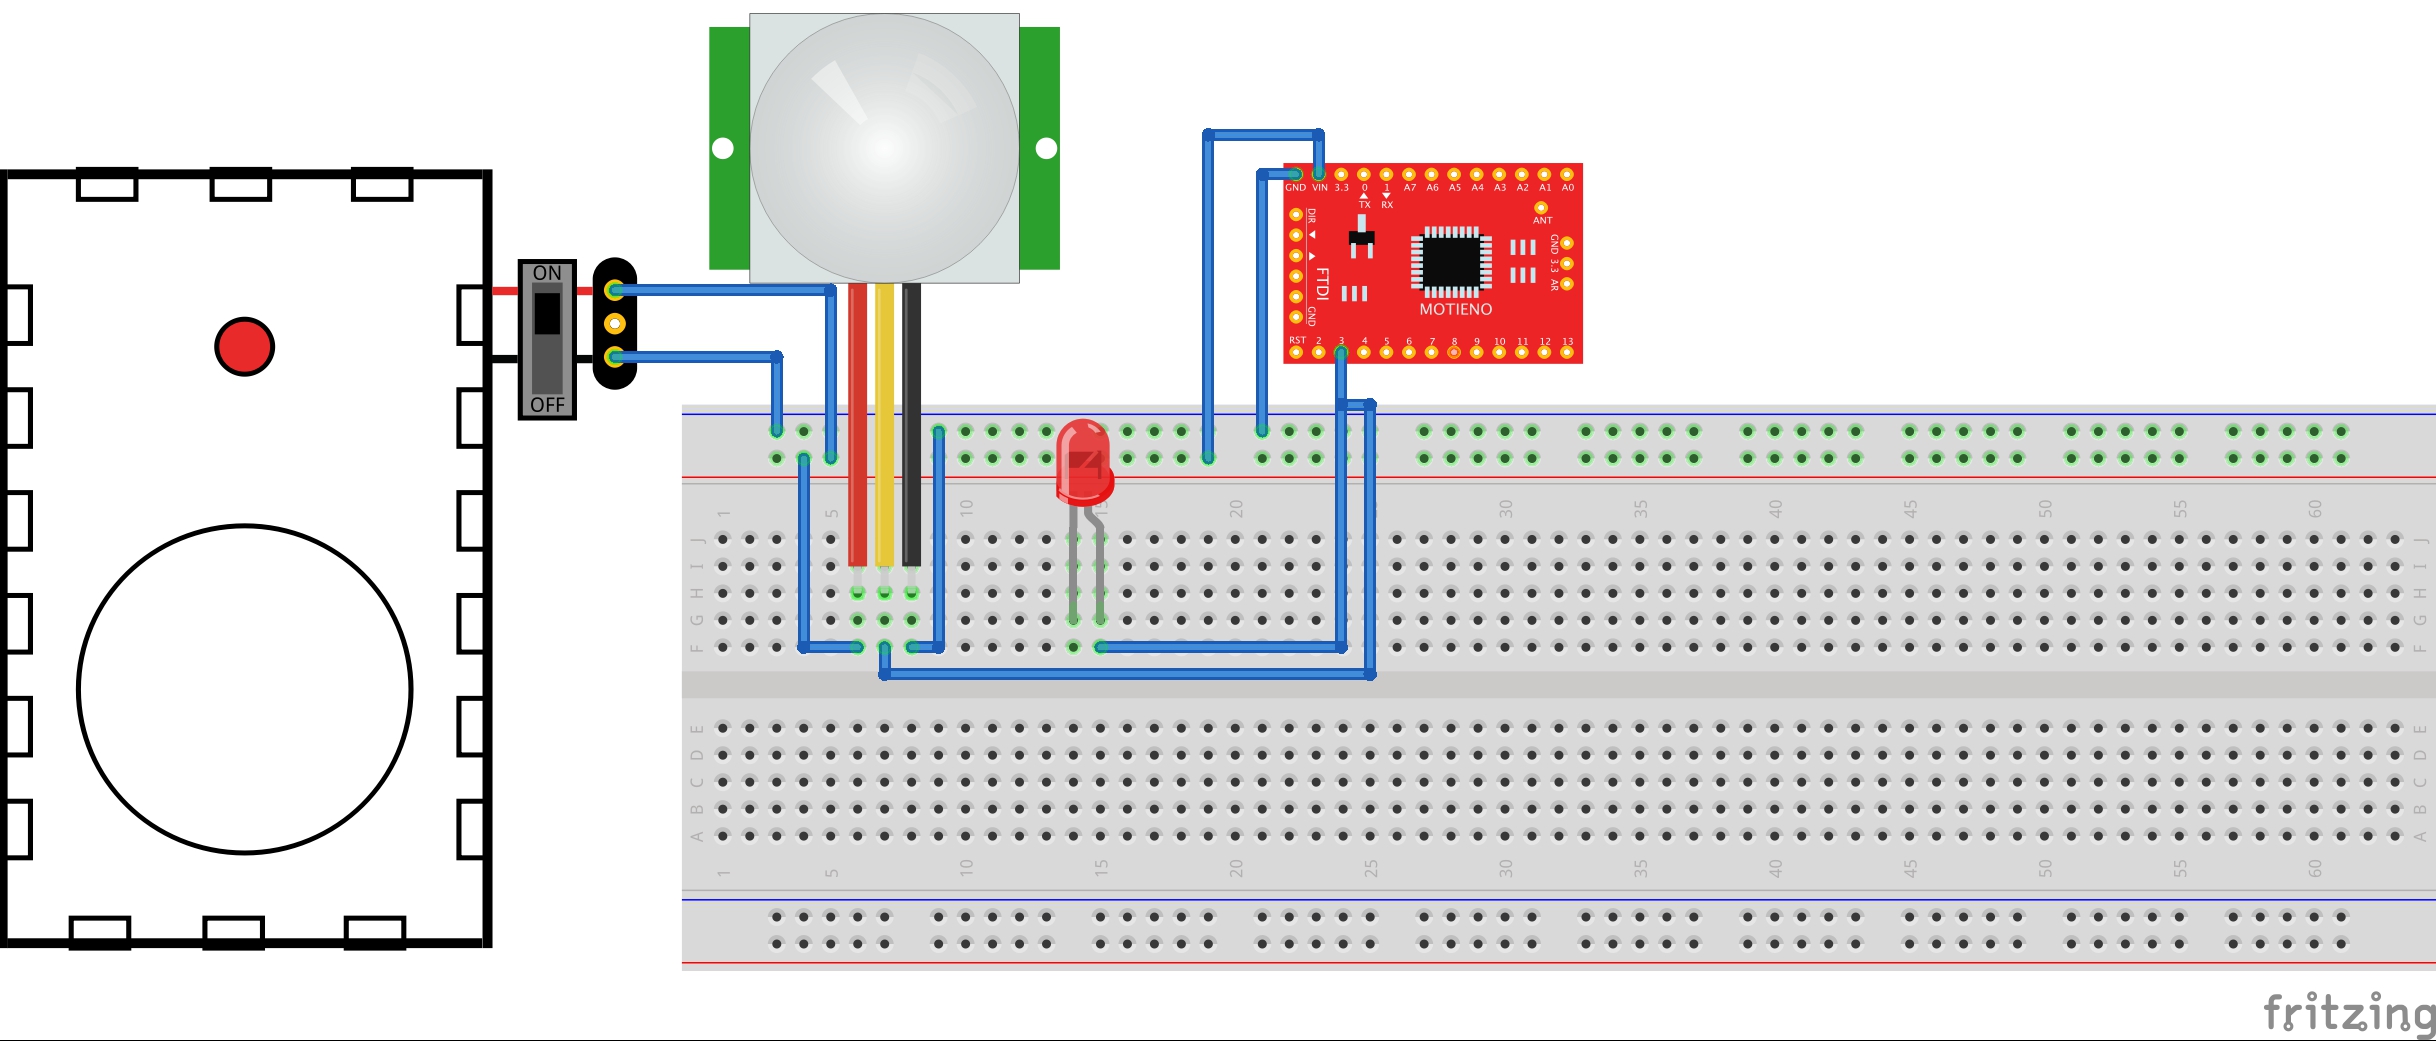 ON
OFF
GND VIN 3.3 0 1 A7 A6 A5 A4 A3 A2 A1 A0
TX RX
ANT
DIR
FTDI
GND
GND 3.3 AR
MOTIENO
RST 2 3 4 5 6 7 8 9 10 11 12 13
1 5 10 15 20 30 35 40 45 50 55 60
J J
I I
H H
G G
F F
E E
D D
C C
B B
A A
1 5 10 15 20 25 30 35 40 45 50 55 60
fritzing